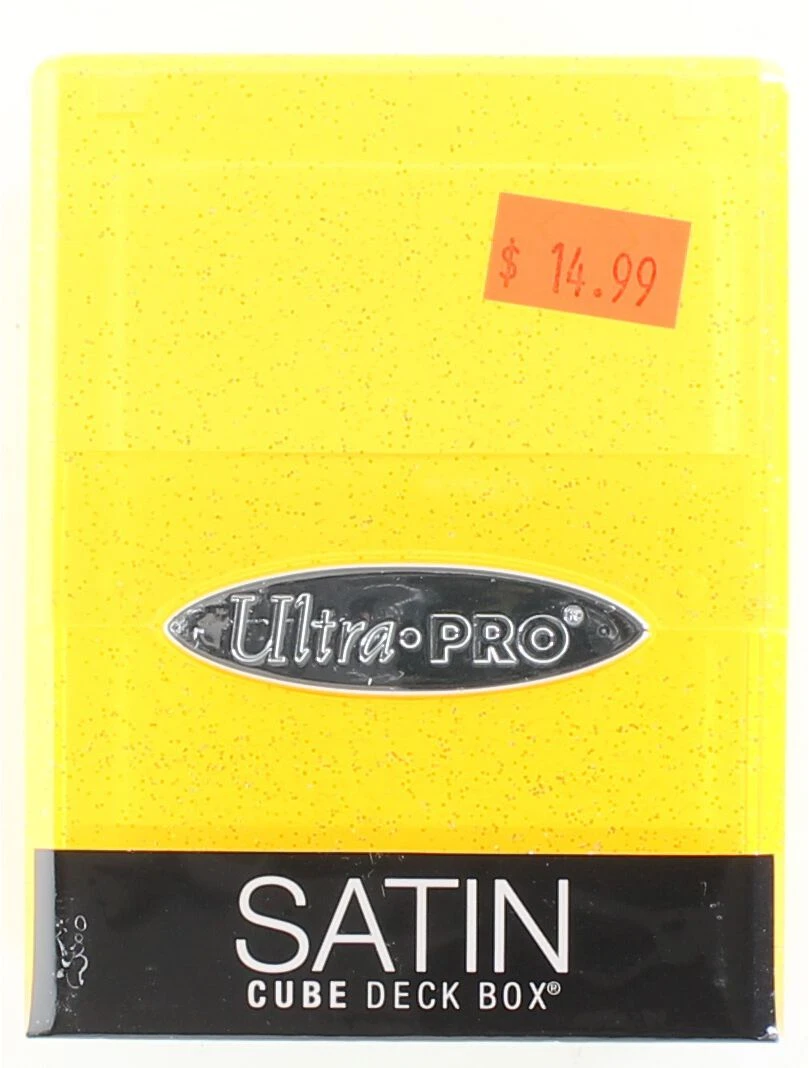 $ 14.99
Ultra•PRO®
SATIN
CUBE DECK BOX®